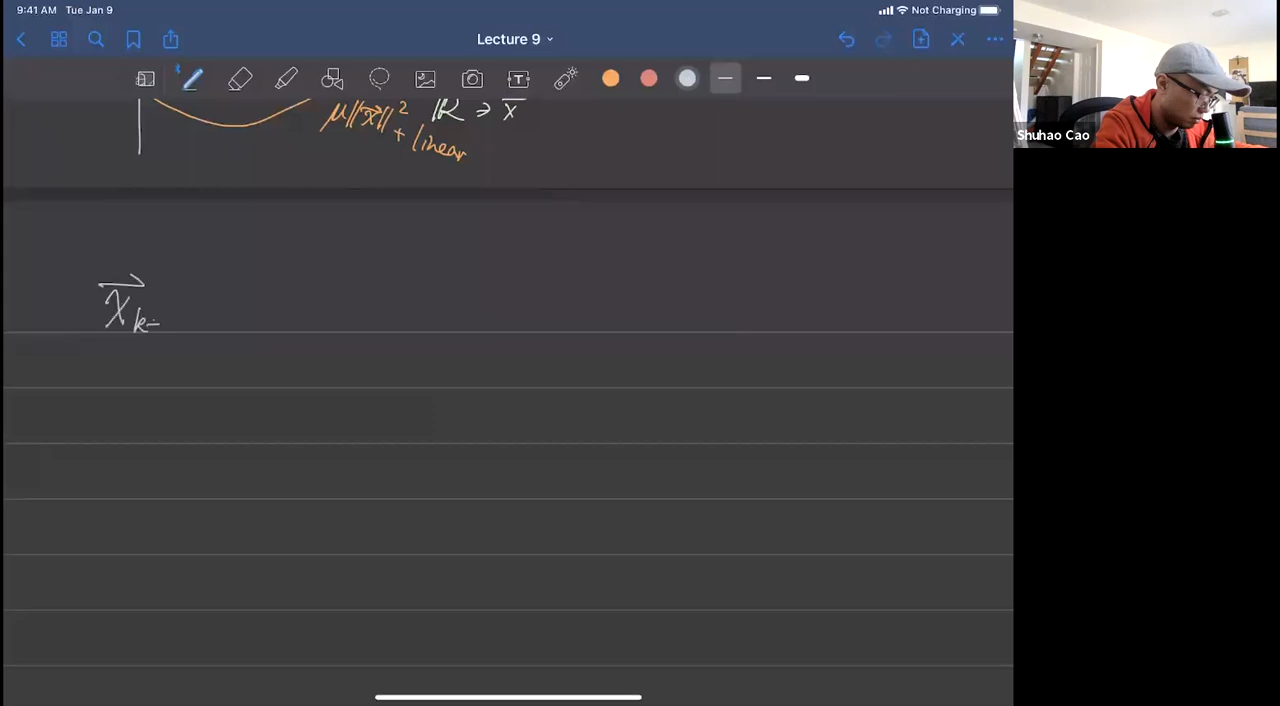 9:41 AM Tue Jan 9
Not Charging
Lecture 9
T
μ||x⃗||² ℝ → x
+ linear
Shuhao Cao
x⃗ₖ₋